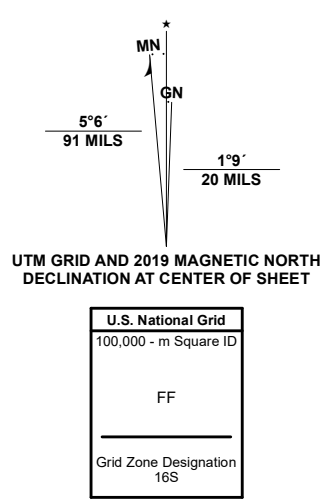 MN
GN
5°6´
91 MILS
1°9´
20 MILS
UTM GRID AND 2019 MAGNETIC NORTH
DECLINATION AT CENTER OF SHEET
U.S. National Grid
100,000 - m Square ID
FF
Grid Zone Designation
16S